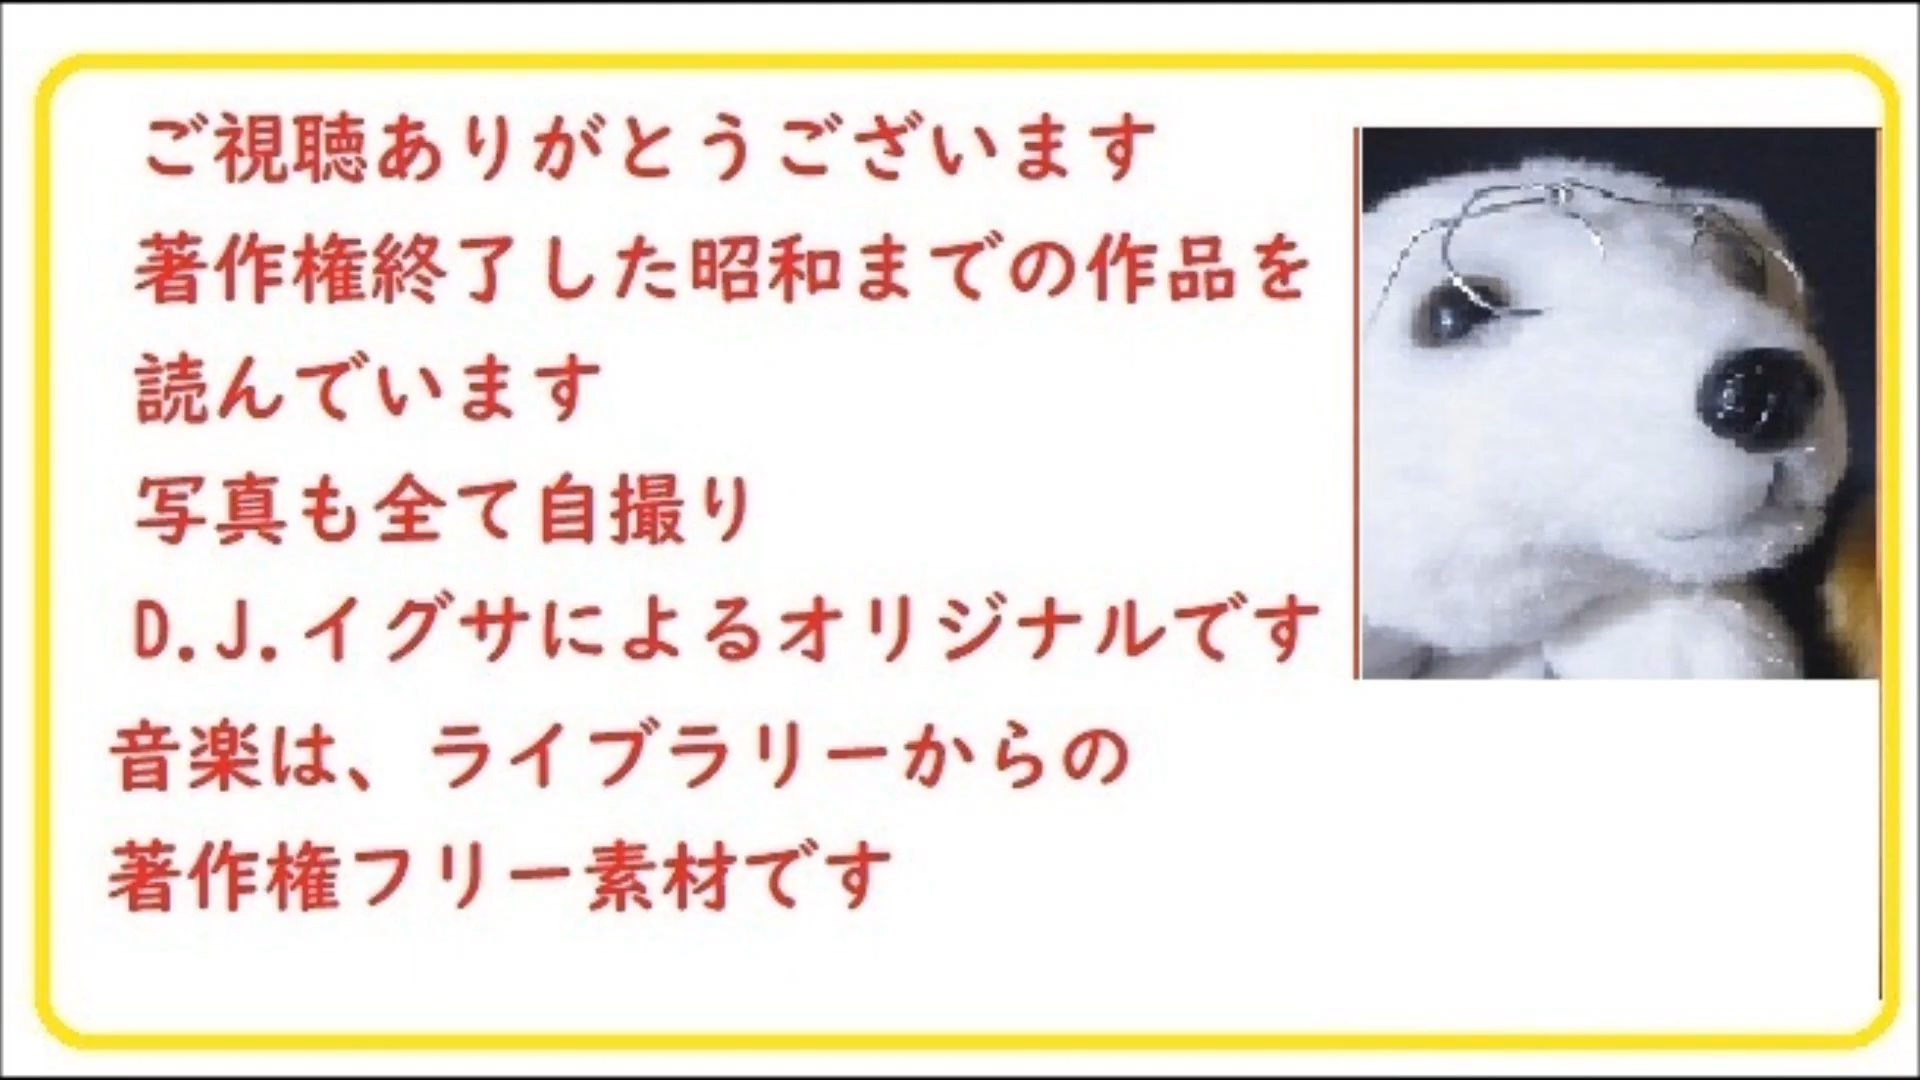 ご視聴ありがとうございます
著作権終了した昭和までの作品を
読んでいます
写真も全て自撮り
D.J.イグサによるオリジナルです
音楽は、ライブラリーからの
著作権フリー素材です